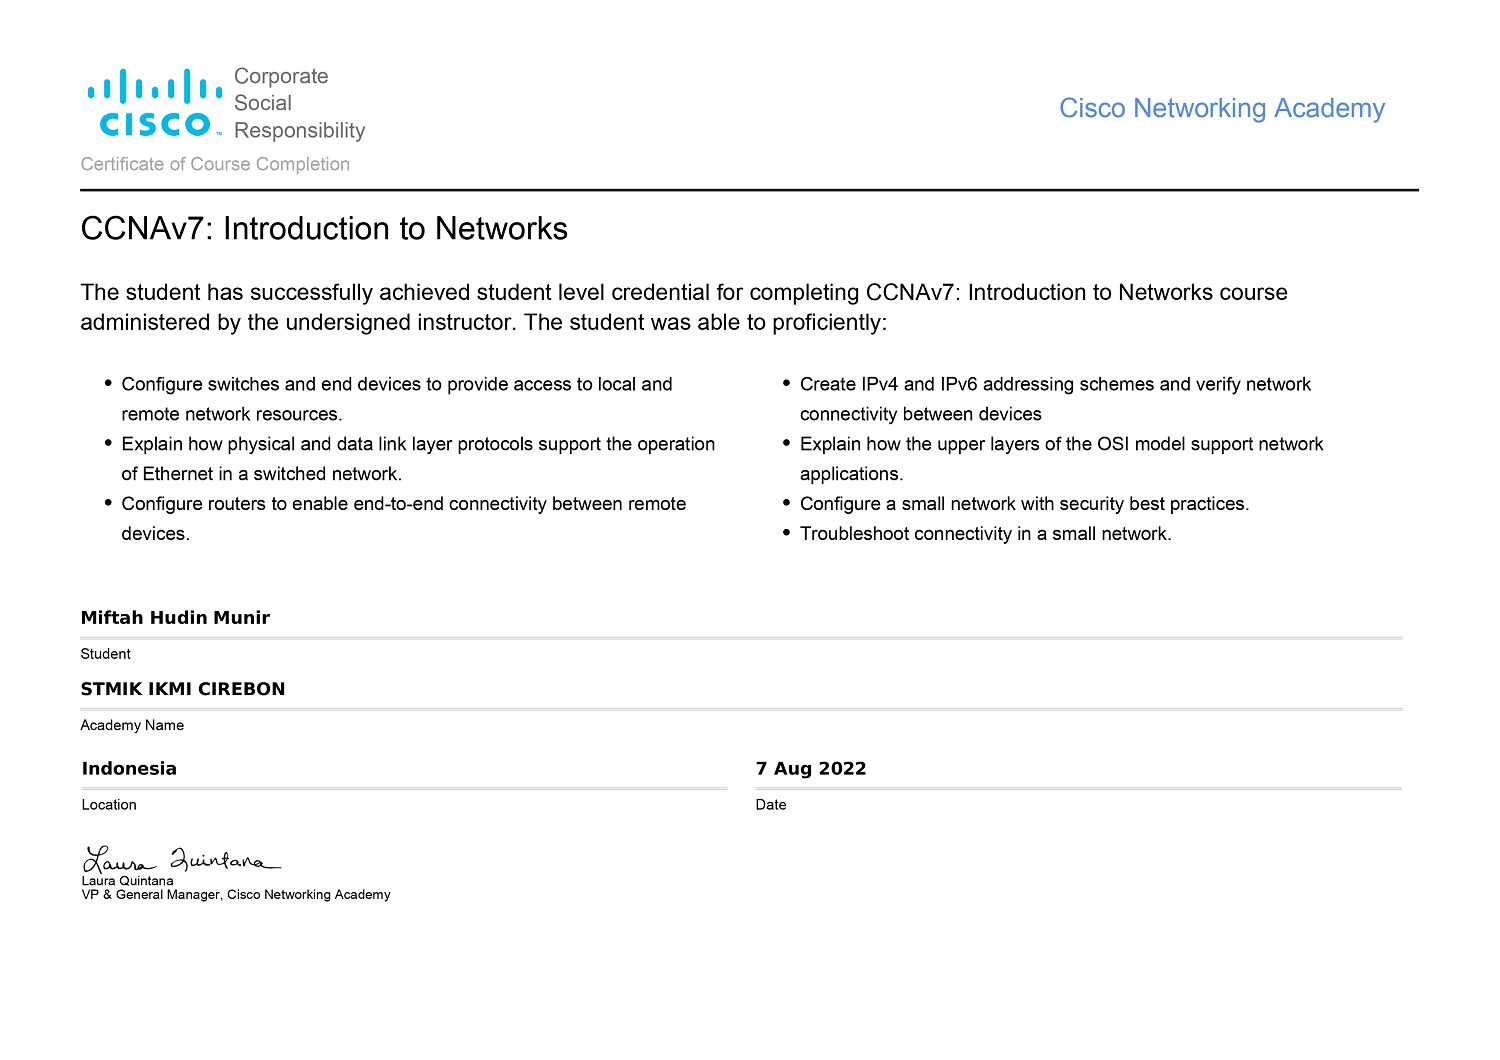 Corporate
Social
Responsibility
CISCO™
Cisco Networking Academy
Certificate of Course Completion
CCNAv7: Introduction to Networks
The student has successfully achieved student level credential for completing CCNAv7: Introduction to Networks course
administered by the undersigned instructor. The student was able to proficiently:
• Configure switches and end devices to provide access to local and
remote network resources.
• Explain how physical and data link layer protocols support the operation
of Ethernet in a switched network.
• Configure routers to enable end-to-end connectivity between remote
devices.
• Create IPv4 and IPv6 addressing schemes and verify network
connectivity between devices
• Explain how the upper layers of the OSI model support network
applications.
• Configure a small network with security best practices.
• Troubleshoot connectivity in a small network.
Miftah Hudin Munir
Student
STMIK IKMI CIREBON
Academy Name
Indonesia
Location
7 Aug 2022
Date
Laura Quintana
Laura Quintana
VP & General Manager, Cisco Networking Academy